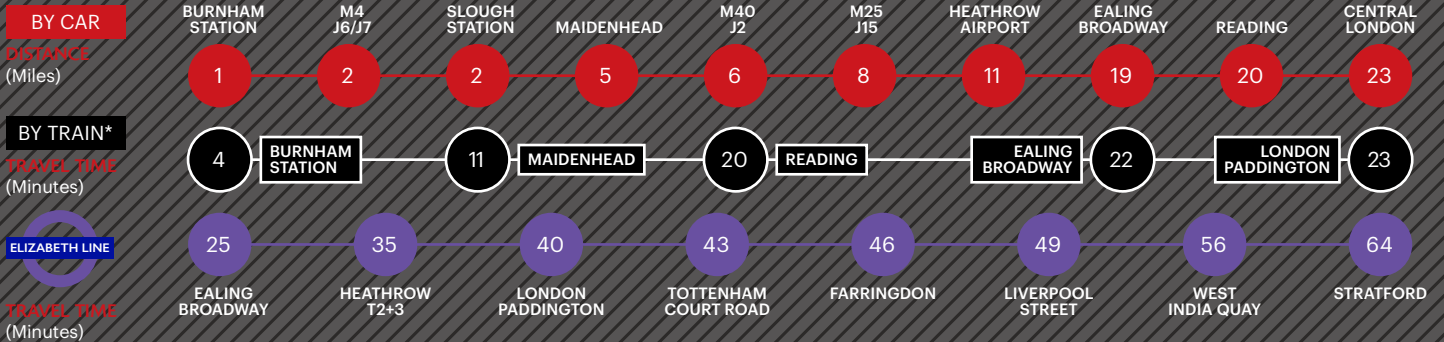 BY CAR
DISTANCE
(Miles)
BURNHAM
STATION
M4
J6/J7
SLOUGH
STATION
MAIDENHEAD
M40
J2
M25
J15
HEATHROW
AIRPORT
EALING
BROADWAY
READING
CENTRAL
LONDON
1
2
2
5
6
8
11
19
20
23
BY TRAIN*
TRAVEL TIME
(Minutes)
4
BURNHAM
STATION
11
MAIDENHEAD
20
READING
EALING
BROADWAY
22
LONDON
PADDINGTON
23
ELIZABETH LINE
TRAVEL TIME
(Minutes)
25
35
40
43
46
49
56
64
EALING
BROADWAY
HEATHROW
T2+3
LONDON
PADDINGTON
TOTTENHAM
COURT ROAD
FARRINGDON
LIVERPOOL
STREET
WEST
INDIA QUAY
STRATFORD